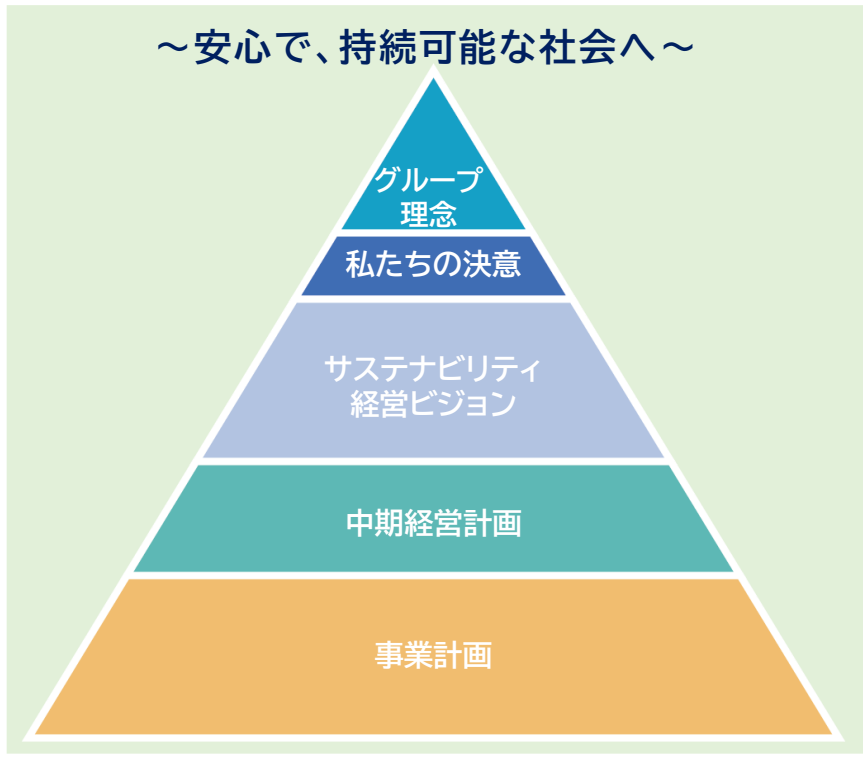 ～安心で、持続可能な社会へ～
グループ
理念
私たちの決意
サステナビリティ
経営ビジョン
中期経営計画
事業計画